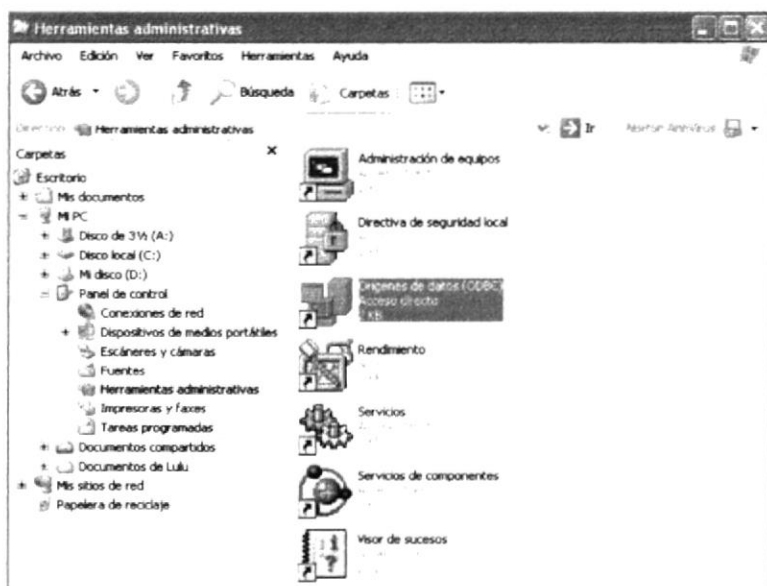 Herramientas administrativas
Archivo Edición Ver Favoritos Herramientas Ayuda
Atrás Búsqueda Carpetas
Dirección Herramientas administrativas Ir Norton AntiVirus
Carpetas
Escritorio
Mis documentos
Mi PC
Disco de 3½ (A:)
Disco local (C:)
Mi disco (D:)
Panel de control
Conexiones de red
Dispositivos de medios portátiles
Escáneres y cámaras
Fuentes
Herramientas administrativas
Impresoras y faxes
Tareas programadas
Documentos compartidos
Documentos de Lulu
Mis sitios de red
Papelera de reciclaje
Administración de equipos
Directiva de seguridad local
Orígenes de datos (ODBC)
Acceso directo
KB
Rendimiento
Servicios
Servicios de componentes
Visor de sucesos